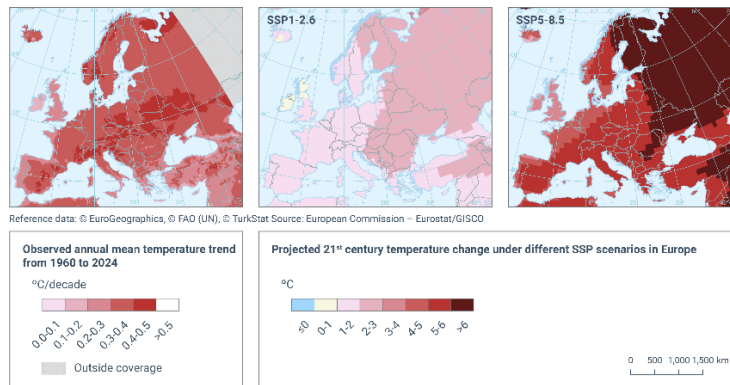 SSP1-2.6
SSP5-8.5
Reference data: © EuroGeographics, © FAO (UN), © TurkStat Source: European Commission – Eurostat/GISCO
Observed annual mean temperature trend
from 1960 to 2024
ºC/decade
0.0-0.1
0.1-0.2
0.2-0.3
0.3-0.4
0.4-0.5
>0.5
Outside coverage
Projected 21st century temperature change under different SSP scenarios in Europe
ºC
≤0
0-1
1-2
2-3
3-4
4-5
5-6
>6
0 500 1,000 1,500 km